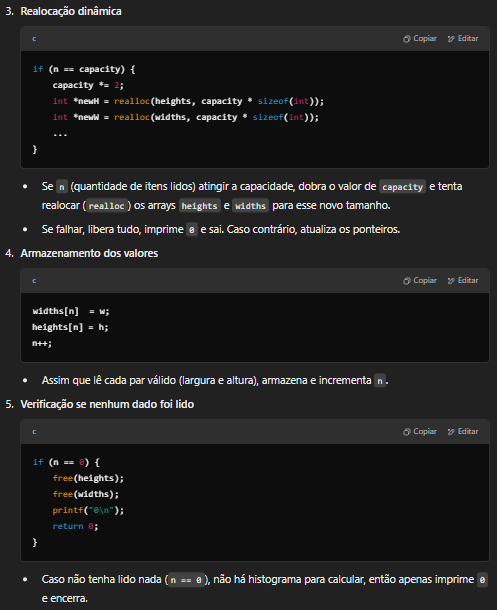 3. Realocação dinâmica
c Copiar Editar
if (n == capacity) {
    capacity *= 2;
    int *newH = realloc(heights, capacity * sizeof(int));
    int *newW = realloc(widths, capacity * sizeof(int));
    ...
}
• Se n (quantidade de itens lidos) atingir a capacidade, dobra o valor de capacity e tenta
realocar (realloc) os arrays heights e widths para esse novo tamanho.
• Se falhar, libera tudo, imprime 0 e sai. Caso contrário, atualiza os ponteiros.
4. Armazenamento dos valores
c Copiar Editar
widths[n]  = w;
heights[n] = h;
n++;
• Assim que lê cada par válido (largura e altura), armazena e incrementa n.
5. Verificação se nenhum dado foi lido
c Copiar Editar
if (n == 0) {
    free(heights);
    free(widths);
    printf("0\n");
    return 0;
}
• Caso não tenha lido nada (n == 0), não há histograma para calcular, então apenas imprime 0
e encerra.